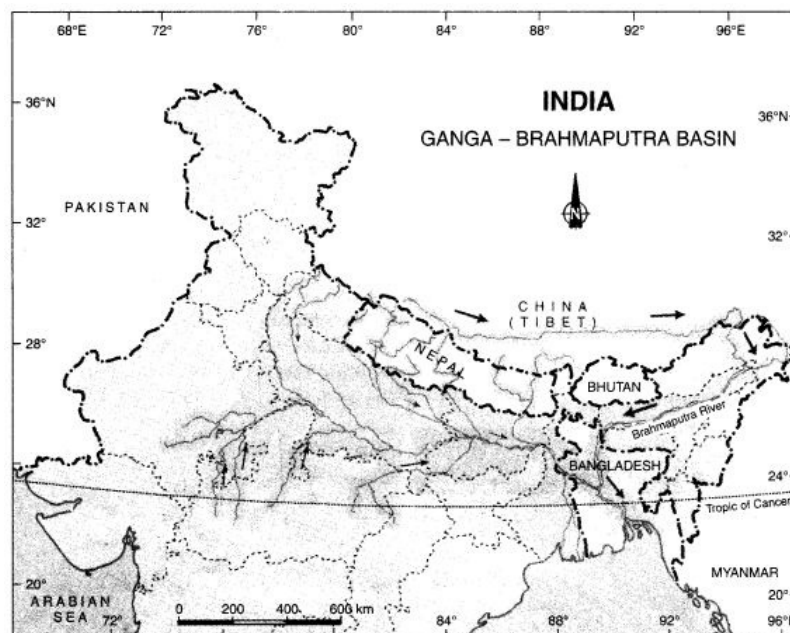 68°E
72°
76°
80°
84°
88°
92°
96°E
36°N
INDIA
36°N
GANGA – BRAHMAPUTRA BASIN
PAKISTAN
N
32°
32°
CHINA
(TIBET)
28°
28°
NEPAL
BHUTAN
Brahmaputra River
BANGLADESH
24°
24°
Tropic of Cancer
MYANMAR
20°
20°
ARABIAN
SEA
72°
0 200 400 600 km
84°
88°
92°
96°E